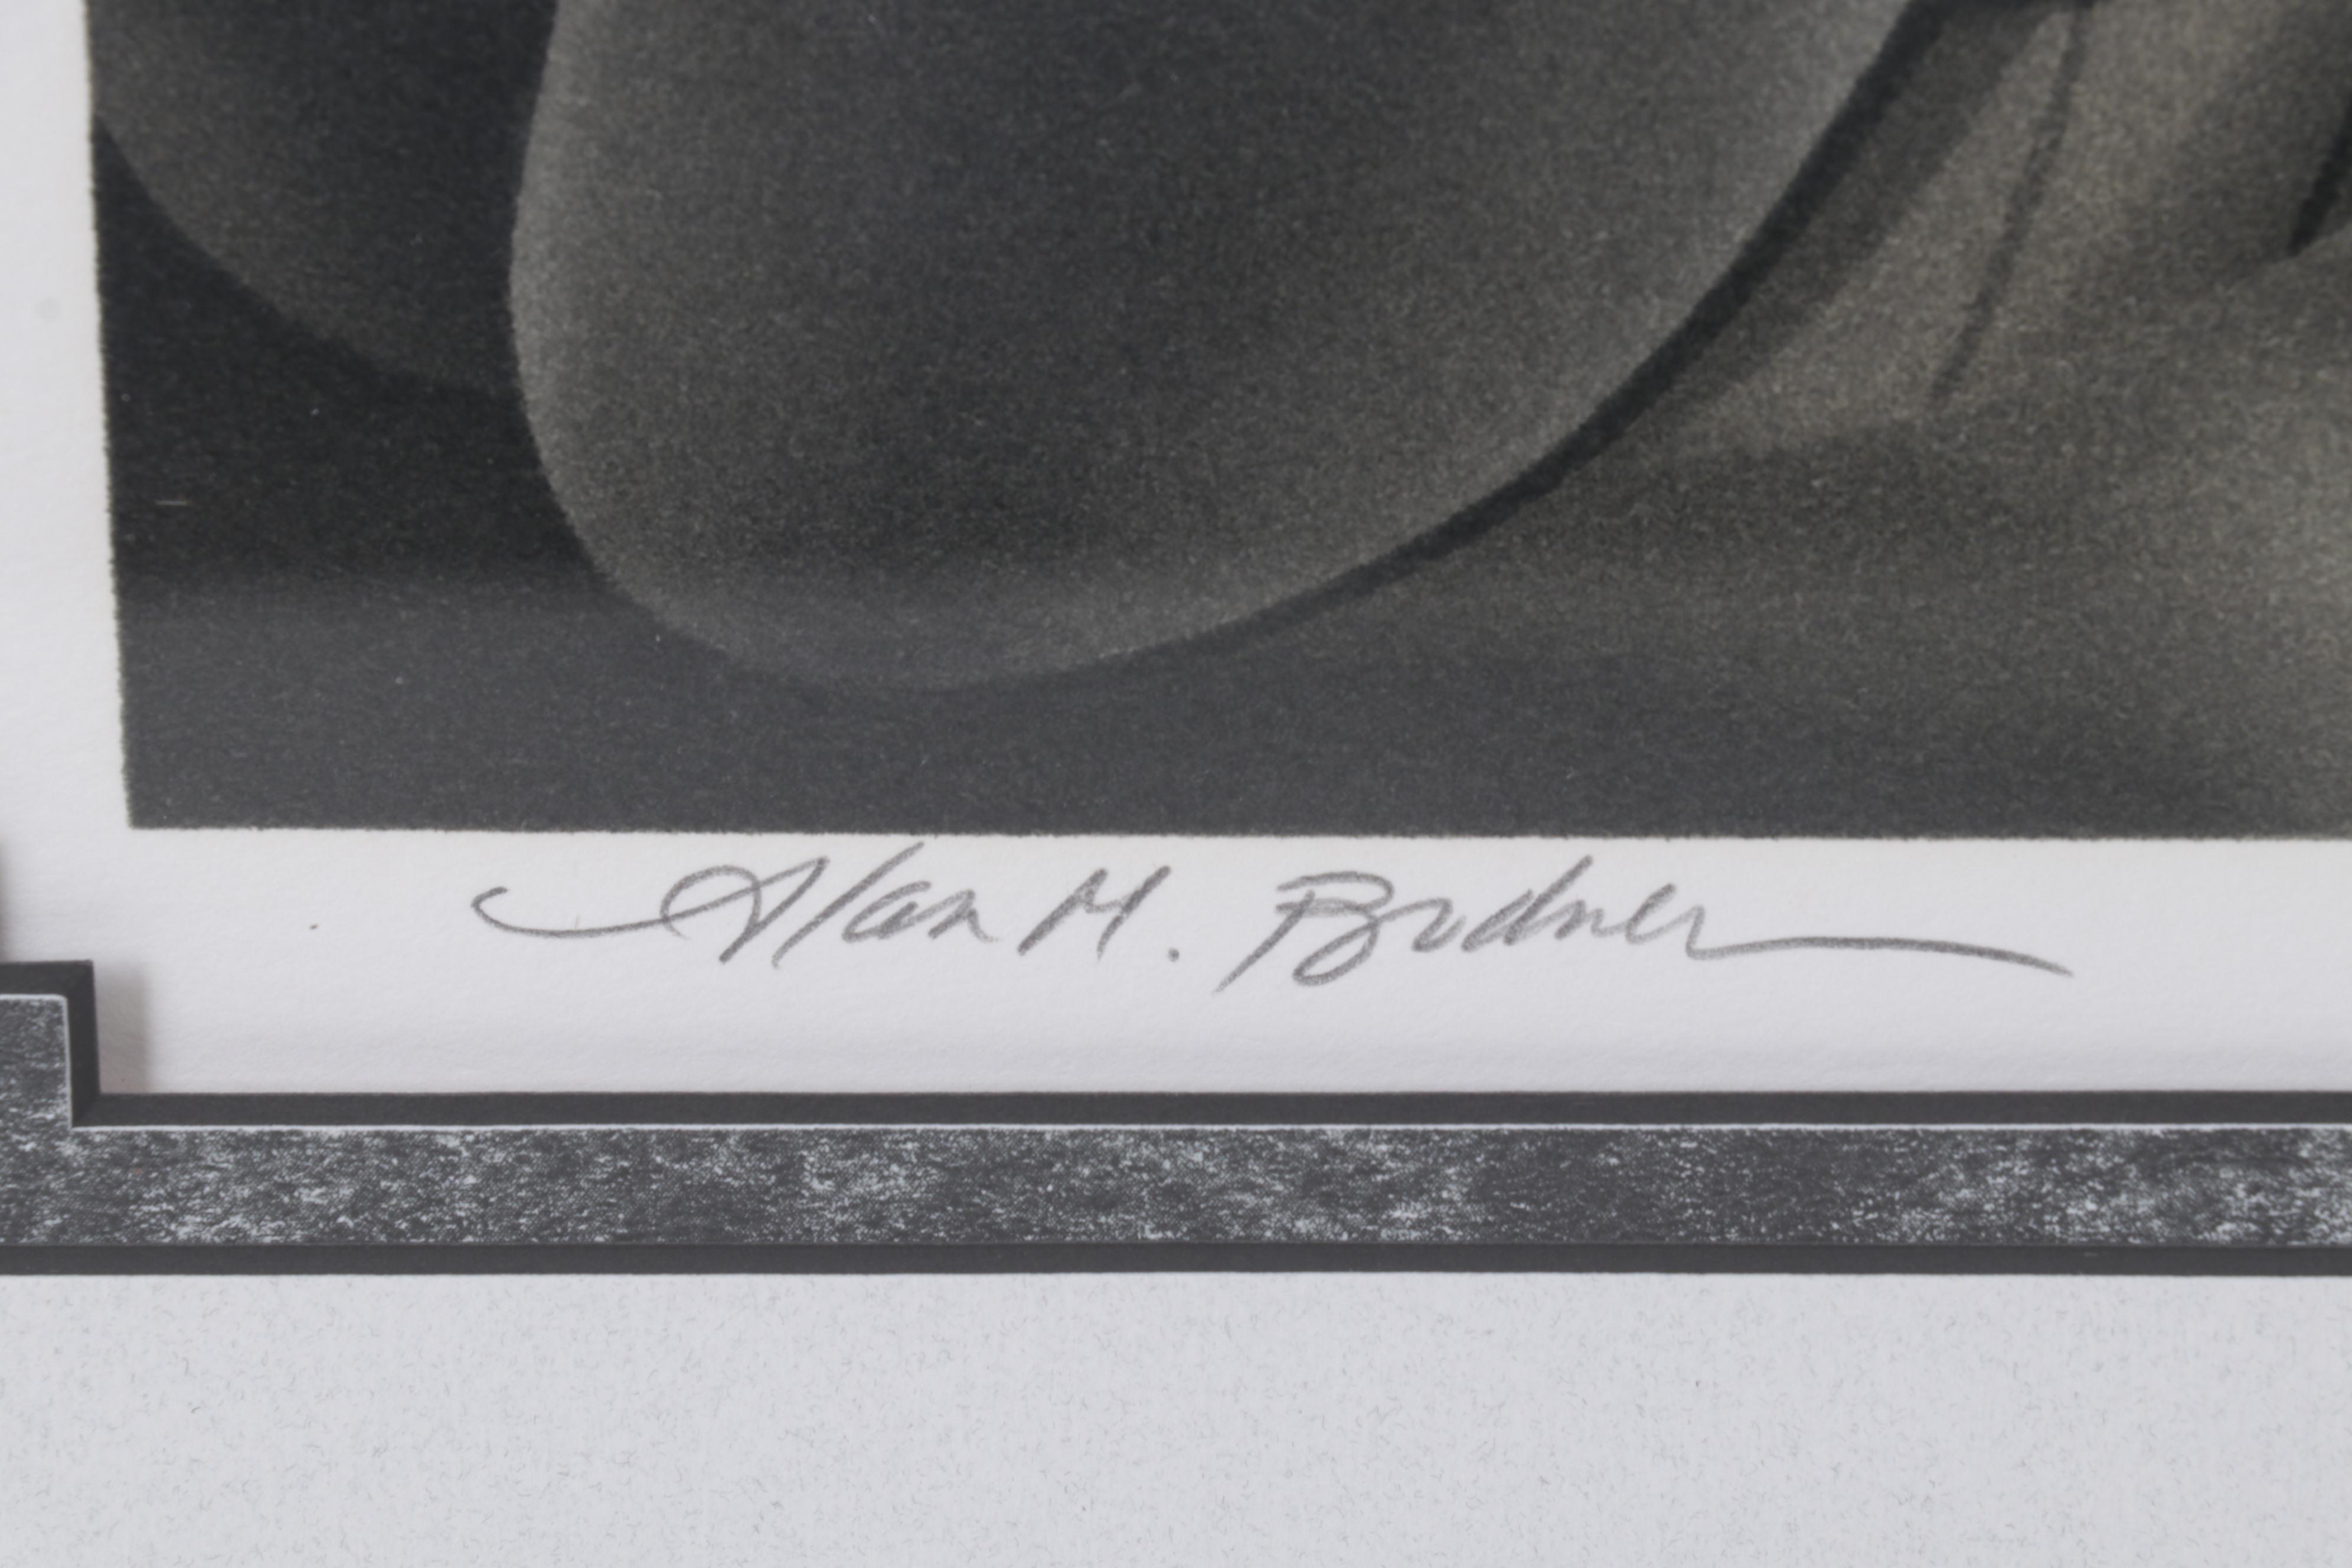 Alan M. Bodner